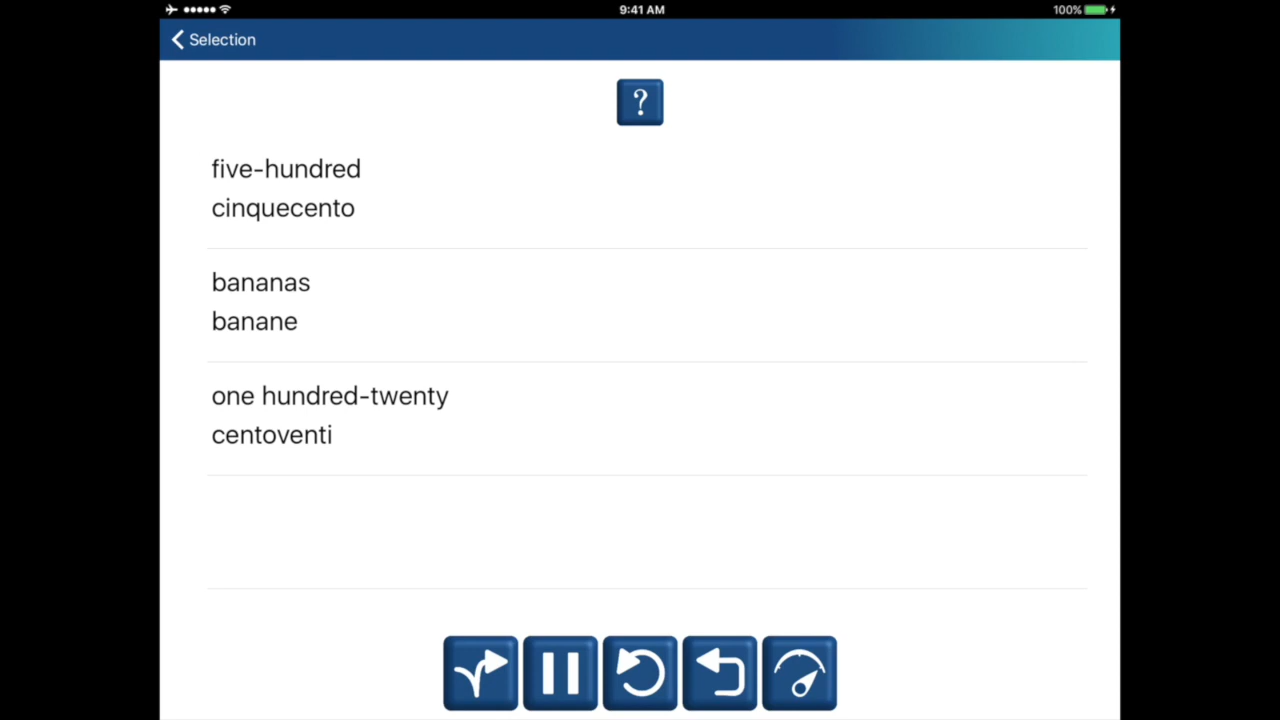 9:41 AM
100%
Selection
?
five-hundred
cinquecento
bananas
banane
one hundred-twenty
centoventi